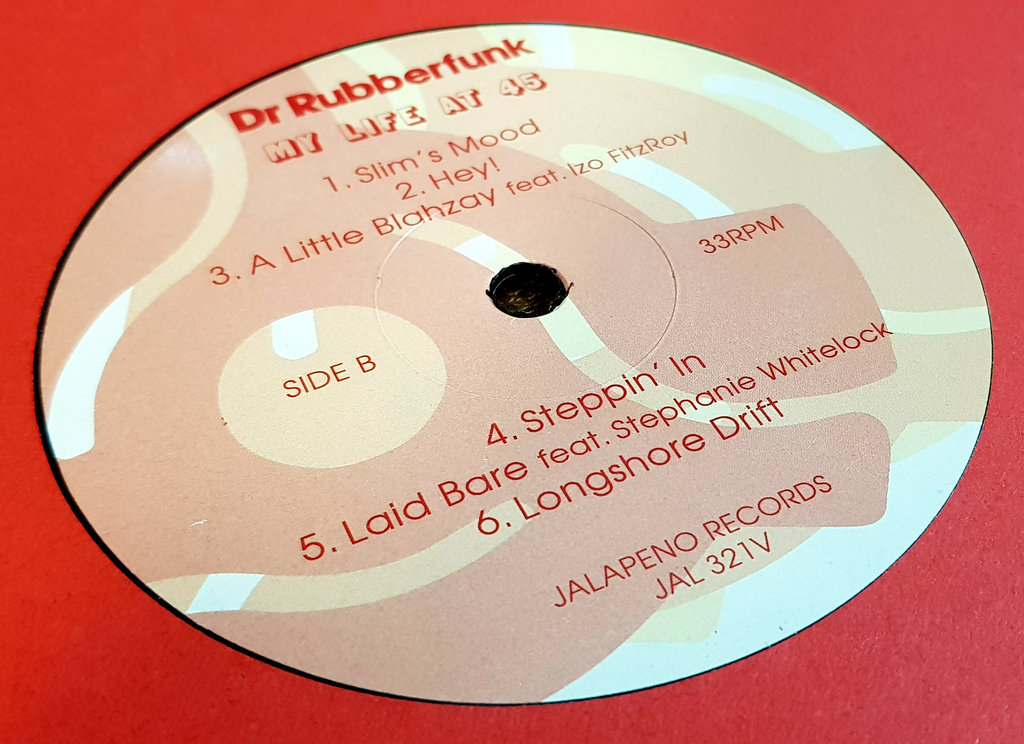 Dr Rubberfunk
MY LIFE AT 45
1. Slim's Mood
2. Hey!
3. A Little Blahzay feat. Izo FitzRoy
33RPM
SIDE B
4. Steppin' In
5. Laid Bare feat. Stephanie Whitelock
6. Longshore Drift
JALAPENO RECORDS
JAL 321V